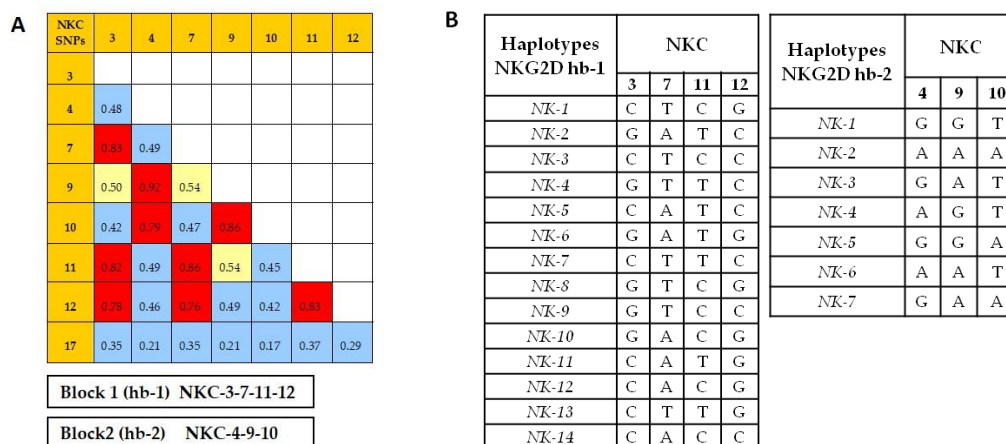 A
NKC SNPs 3 4 7 9 10 11 12
3
4 0.48
7 0.83 0.49
9 0.50 0.92 0.54
10 0.42 0.79 0.47 0.86
11 0.82 0.49 0.86 0.54 0.45
12 0.78 0.46 0.76 0.49 0.42 0.83
17 0.35 0.21 0.35 0.21 0.17 0.37 0.29
Block 1 (hb-1) NKC-3-7-11-12
Block2 (hb-2) NKC-4-9-10
B
Haplotypes NKG2D hb-1 NKC
3 7 11 12
NK-1 C T C G
NK-2 G A T C
NK-3 C T C C
NK-4 G T T C
NK-5 C A T C
NK-6 G A T G
NK-7 C T T C
NK-8 G T C G
NK-9 G T C C
NK-10 G A C G
NK-11 C A T G
NK-12 C A C G
NK-13 C T T G
NK-14 C A C C
Haplotypes NKG2D hb-2 NKC
4 9 10
NK-1 G G T
NK-2 A A A
NK-3 G A T
NK-4 A G T
NK-5 G G A
NK-6 A A T
NK-7 G A A